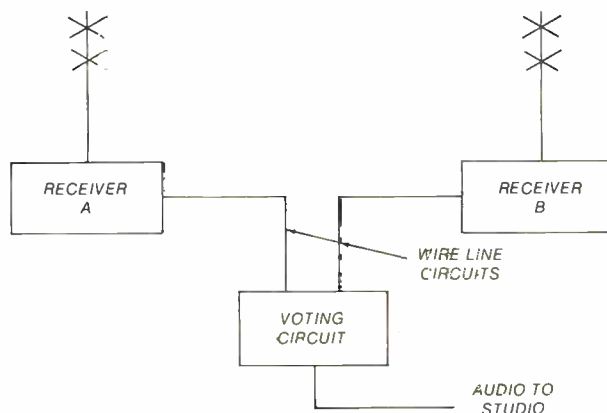 RECEIVER
A
RECEIVER
B
WIRE LINE
CIRCUITS
VOTING
CIRCUIT
AUDIO TO
STUDIO